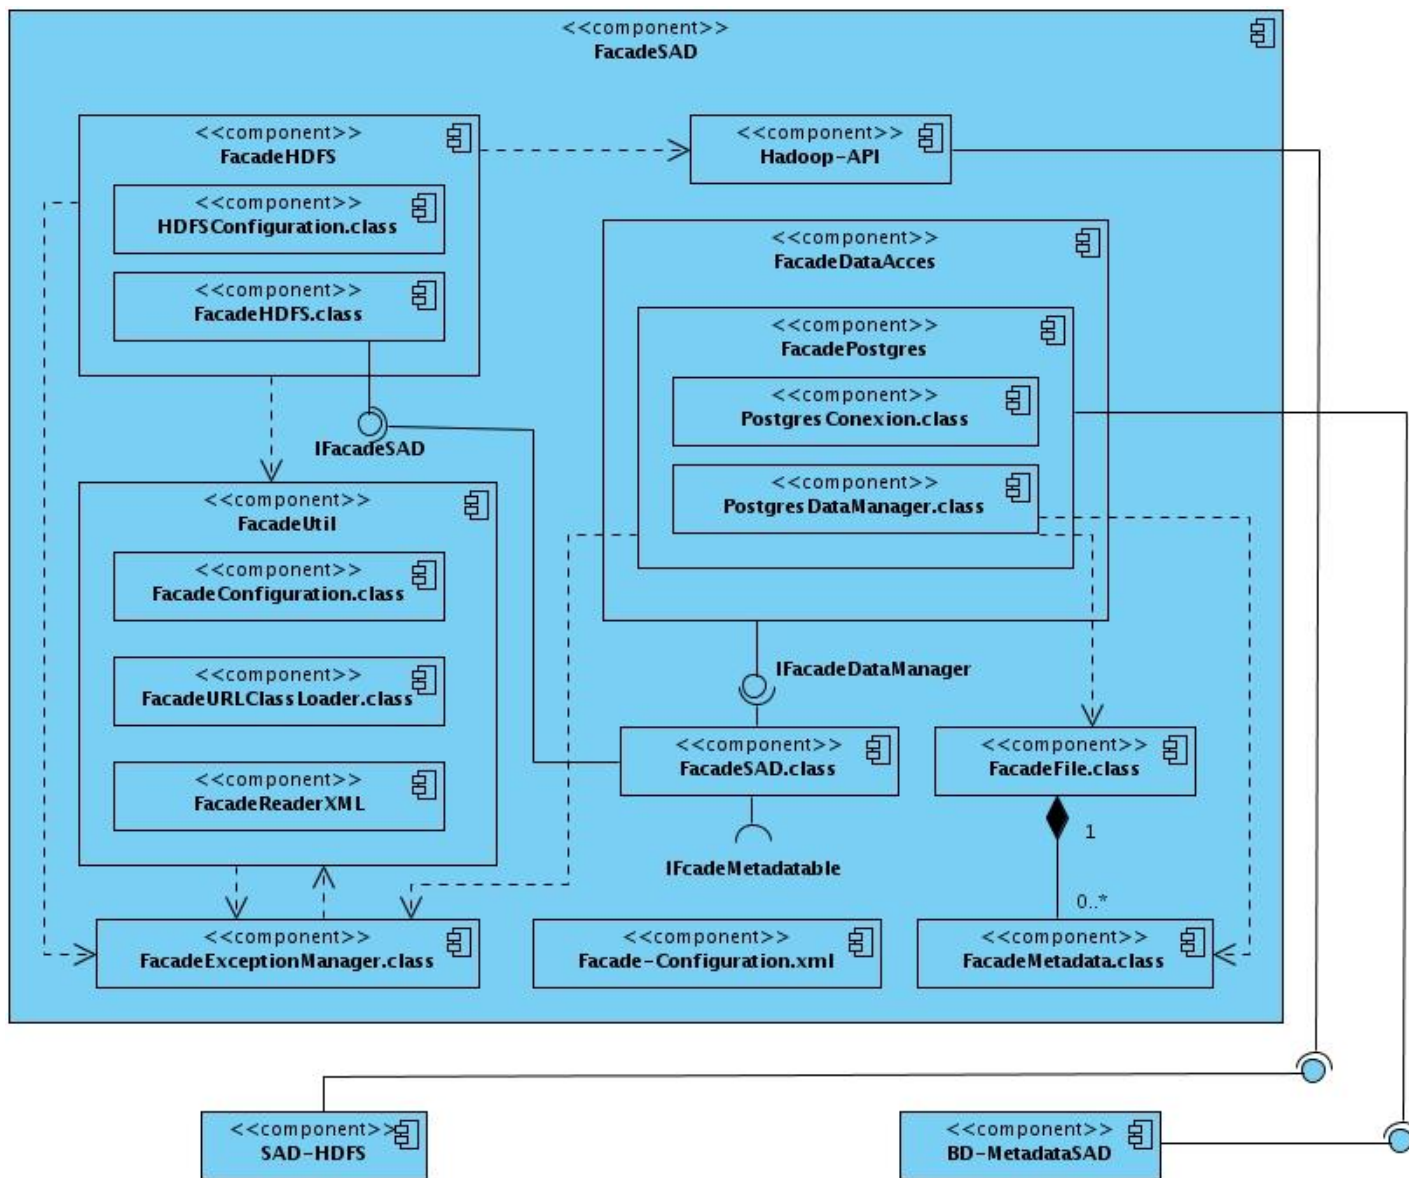 <<component>>
FacadeSAD
<<component>>
FacadeHDFS
<<component>>
HDFSConfiguration.class
<<component>>
FacadeHDFS.class
<<component>>
Hadoop-API
<<component>>
FacadeDataAcces
<<component>>
FacadePostgres
<<component>>
PostgresConexion.class
<<component>>
PostgresDataManager.class
IFacadeSAD
<<component>>
FacadeUtil
<<component>>
FacadeConfiguration.class
<<component>>
FacadeURLClassLoader.class
<<component>>
FacadeReaderXML
IFacadeDataManager
<<component>>
FacadeSAD.class
<<component>>
FacadeFile.class
1
IFcadeMetadatable
0..*
<<component>>
FacadeExceptionManager.class
<<component>>
Facade-Configuration.xml
<<component>>
FacadeMetadata.class
<<component>>
SAD-HDFS
<<component>>
BD-MetadataSAD